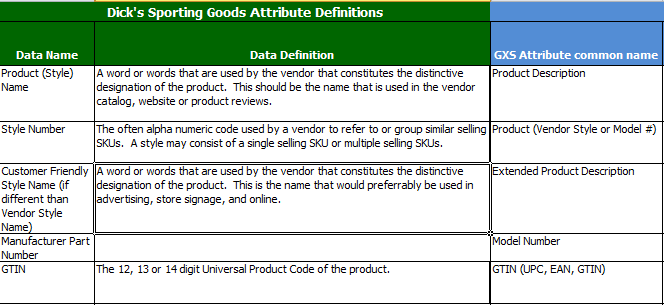 Dick's Sporting Goods Attribute Definitions
Data Name Data Definition GXS Attribute common name
Product (Style) A word or words that are used by the vendor that constitutes the distinctive Product Description
Name designation of the product. This should be the name that is used in the vendor
catalog, website or product reviews.
Style Number The often alpha numeric code used by a vendor to refer to or group similar selling Product (Vendor Style or Model #)
SKUs. A style may consist of a single selling SKU or multiple selling SKUs.
Customer Friendly A word or words that are used by the vendor that constitutes the distinctive Extended Product Description
Style Name (if designation of the product. This is the name that would preferrably be used in
different than advertising, store signage, and online.
Vendor Style
Name)
Manufacturer Part Model Number
Number
GTIN The 12, 13 or 14 digit Universal Product Code of the product. GTIN (UPC, EAN, GTIN)